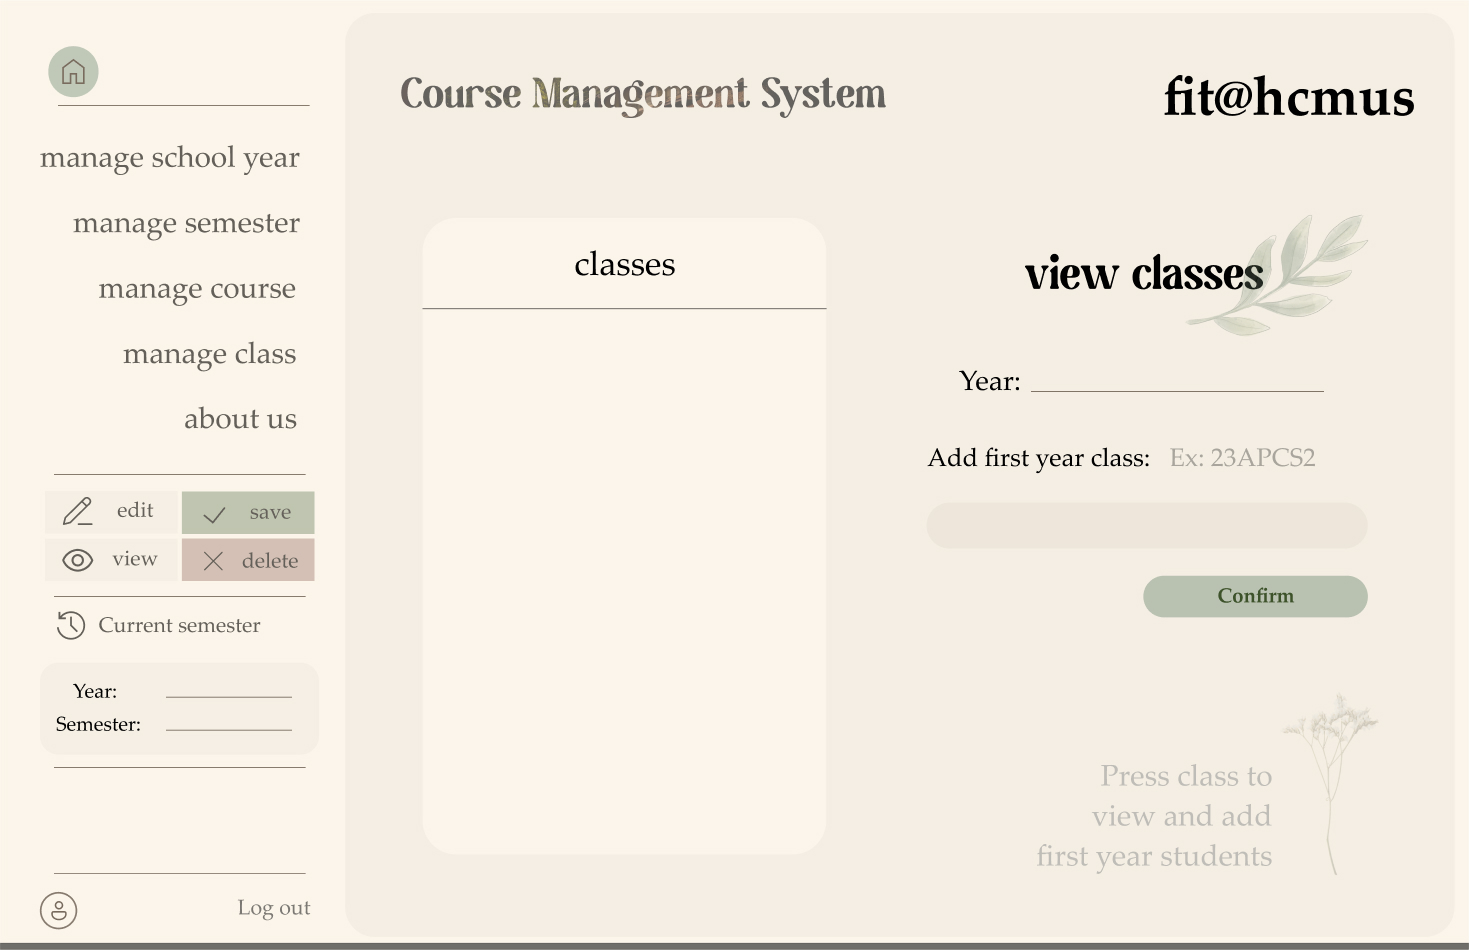 manage school year
manage semester
manage course
manage class
about us
edit
save
view
delete
Current semester
Year:
Semester:
Log out
Course Management System
fit@hcmus
classes
view classes
Year:
Add first year class: Ex: 23APCS2
Confirm
Press class to
view and add
first year students